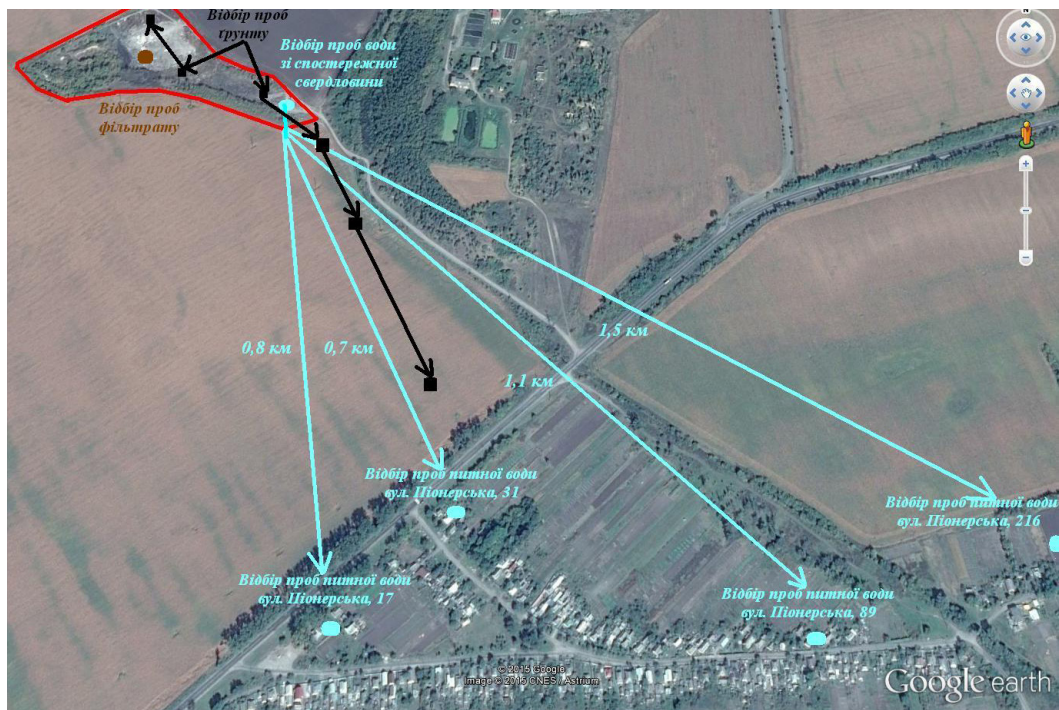 Відбір проб
ґрунту
Відбір проб води
зі спостережної
свердловини
Відбір проб
фільтрату
N
1,5 км
0,8 км
0,7 км
1,1 км
Відбір проб питної води
вул. Піонерська, 31
Відбір проб питної води
вул. Піонерська, 216
Відбір проб питної води
вул. Піонерська, 17
Відбір проб питної води
вул. Піонерська, 89
© 2015 Google
Image © 2015 CNES / Astrium
Google earth